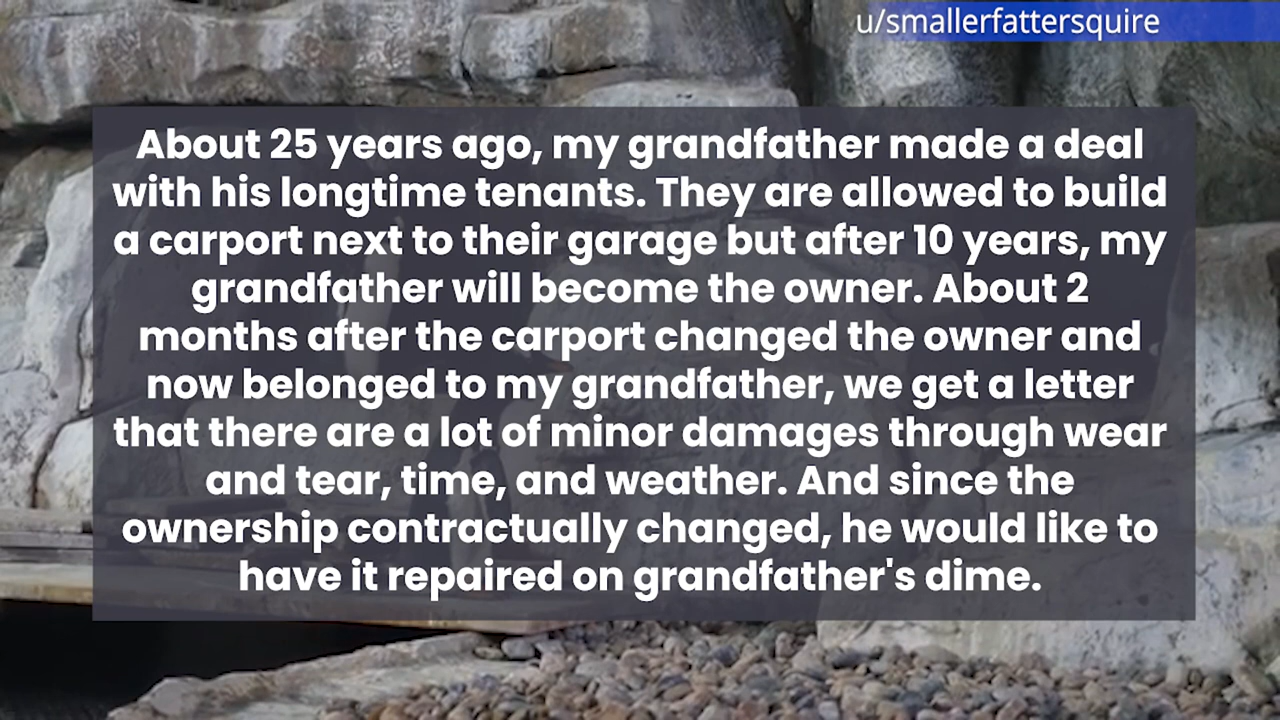 u/smallerfattersquire
About 25 years ago, my grandfather made a deal
with his longtime tenants. They are allowed to build
a carport next to their garage but after 10 years, my
grandfather will become the owner. About 2
months after the carport changed the owner and
now belonged to my grandfather, we get a letter
that there are a lot of minor damages through wear
and tear, time, and weather. And since the
ownership contractually changed, he would like to
have it repaired on grandfather's dime.